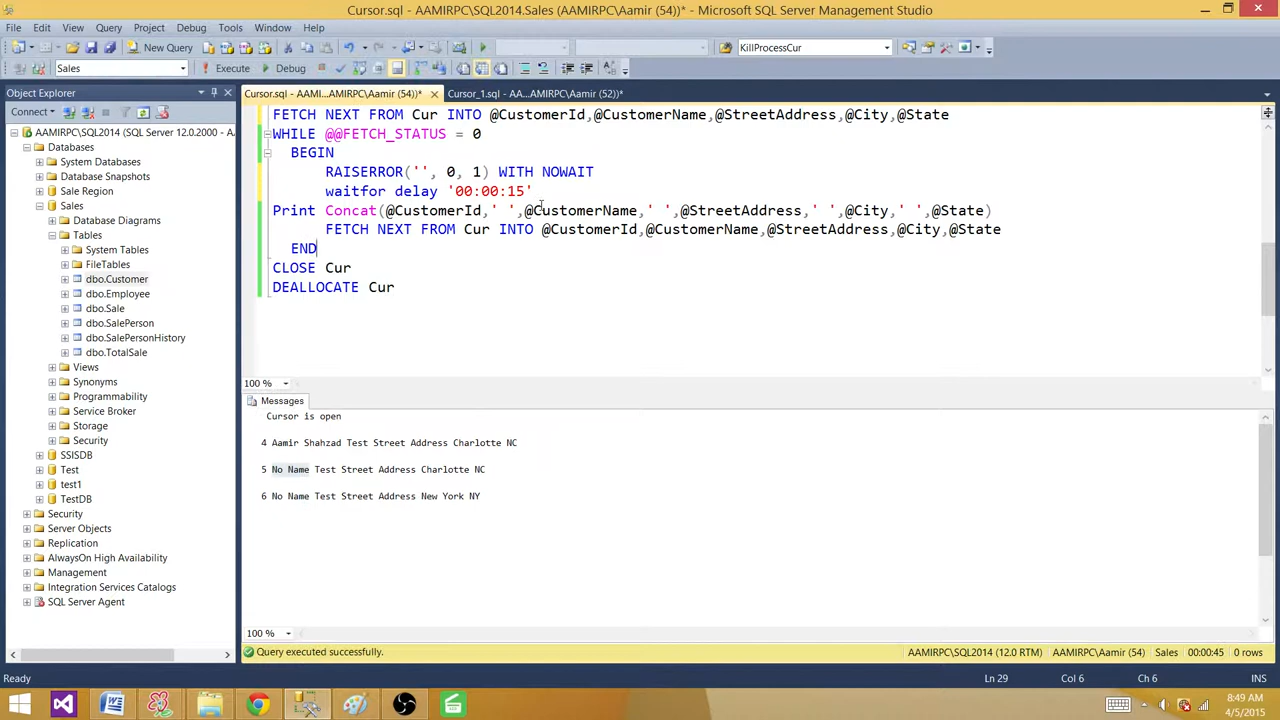 Cursor.sql - AAMIRPC\SQL2014.Sales (AAMIRPC\Aamir (54))* - Microsoft SQL Server Management Studio
File Edit View Query Project Debug Tools Window Help
New Query KillProcessCur
Sales Execute Debug
Object Explorer
Cursor.sql - AAMI...RPC\Aamir (54))* Cursor_1.sql - AA...RPC\Aamir (52))*
Connect
AAMIRPC\SQL2014 (SQL Server 12.0.2000 - A
Databases
System Databases
Database Snapshots
Sale Region
Sales
Database Diagrams
Tables
System Tables
FileTables
dbo.Customer
dbo.Employee
dbo.Sale
dbo.SalePerson
dbo.SalePersonHistory
dbo.TotalSale
Views
Synonyms
Programmability
Service Broker
Storage
Security
SSISDB
Test
test1
TestDB
Security
Server Objects
Replication
AlwaysOn High Availability
Management
Integration Services Catalogs
SQL Server Agent
FETCH NEXT FROM Cur INTO @CustomerId,@CustomerName,@StreetAddress,@City,@State
WHILE @@FETCH_STATUS = 0
BEGIN
RAISERROR('', 0, 1) WITH NOWAIT
waitfor delay '00:00:15'
Print Concat(@CustomerId,' ',@CustomerName,' ',@StreetAddress,' ',@City,' ',@State)
FETCH NEXT FROM Cur INTO @CustomerId,@CustomerName,@StreetAddress,@City,@State
END
CLOSE Cur
DEALLOCATE Cur
100 %
Messages
Cursor is open
4 Aamir Shahzad Test Street Address Charlotte NC
5 No Name Test Street Address Charlotte NC
6 No Name Test Street Address New York NY
100 %
Query executed successfully. AAMIRPC\SQL2014 (12.0 RTM) AAMIRPC\Aamir (54) Sales 00:00:45 0 rows
Ready Ln 29 Col 6 Ch 6 INS
8:49 AM
4/5/2015